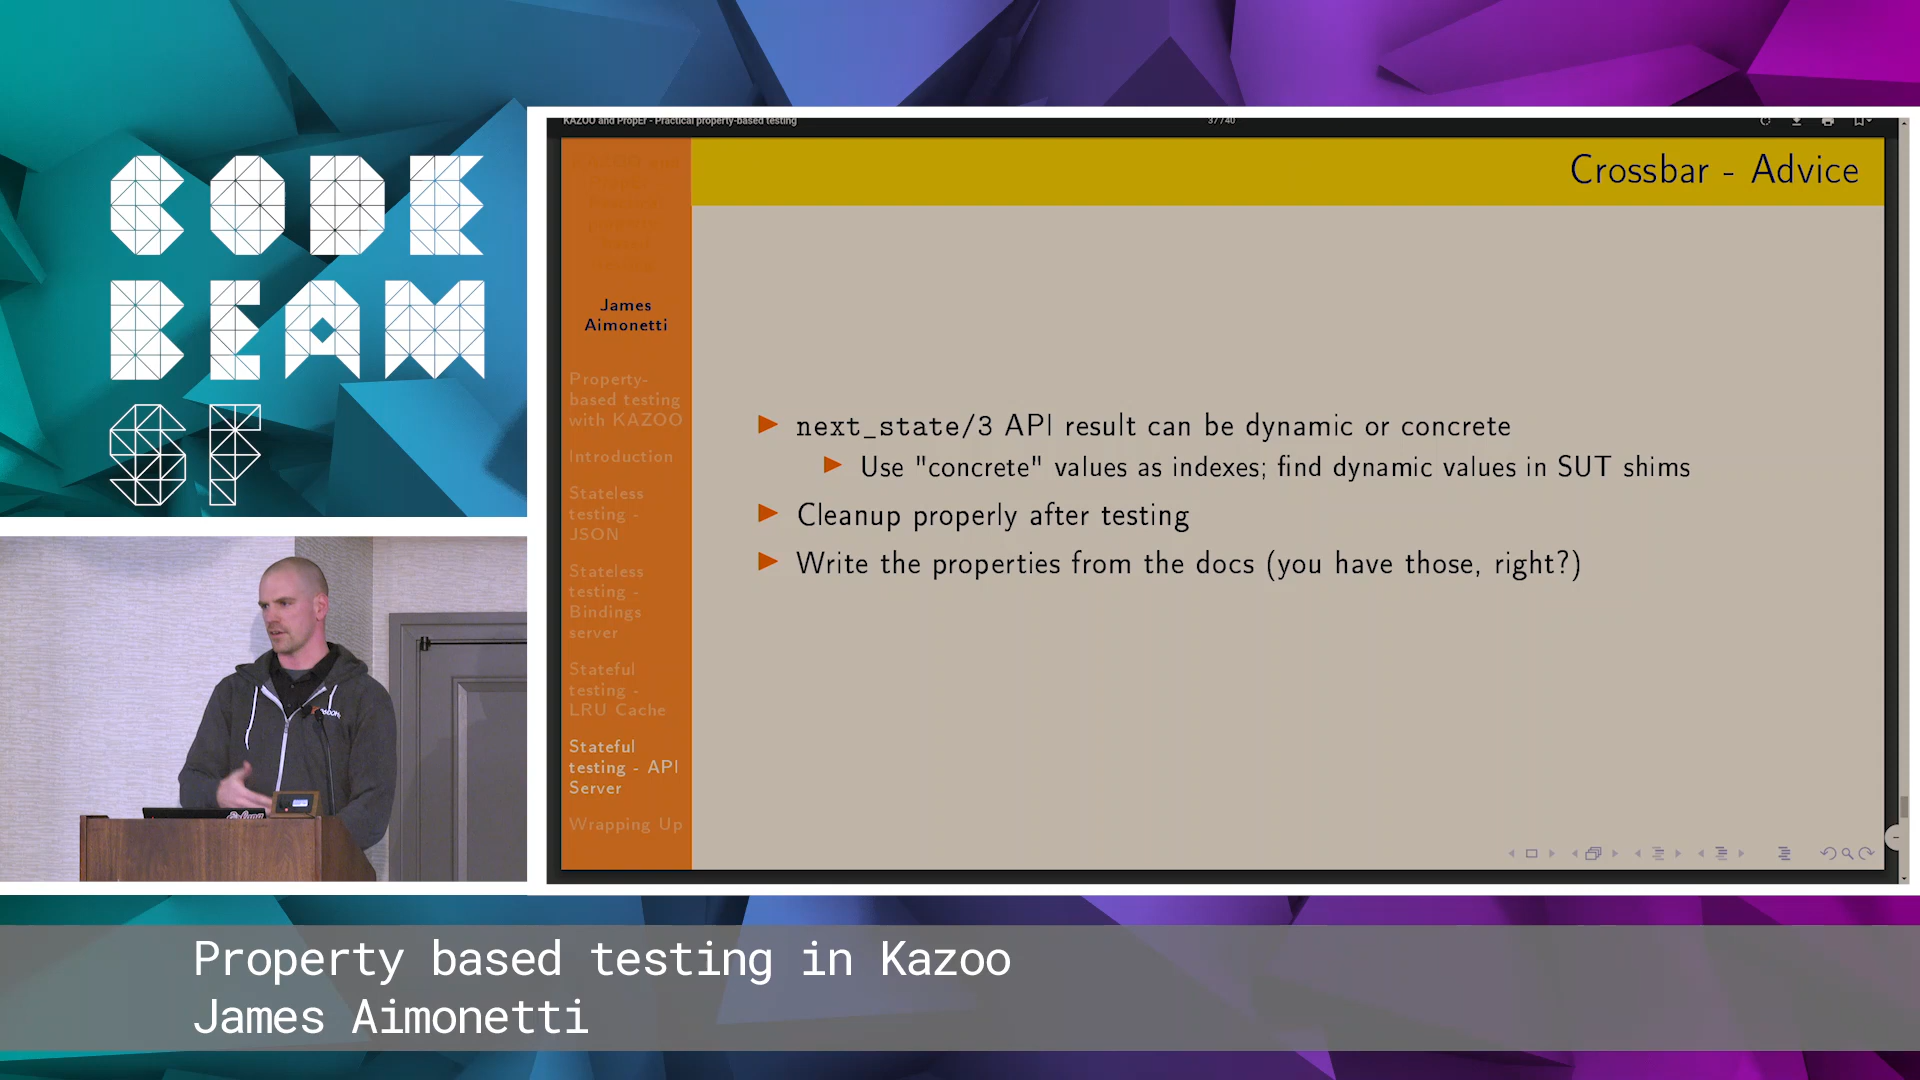 CODE
BEAM
SF
KAZOO and PropEr - Practical property-based testing
37 / 40
Crossbar - Advice
James
Aimonetti
Property-
based testing
with KAZOO
Introduction
Stateless
testing -
JSON
Stateless
testing -
Bindings
server
Stateful
testing -
LRU Cache
Stateful
testing - API
Server
Wrapping Up
next_state/3 API result can be dynamic or concrete
Use "concrete" values as indexes; find dynamic values in SUT shims
Cleanup properly after testing
Write the properties from the docs (you have those, right?)
Property based testing in Kazoo
James Aimonetti